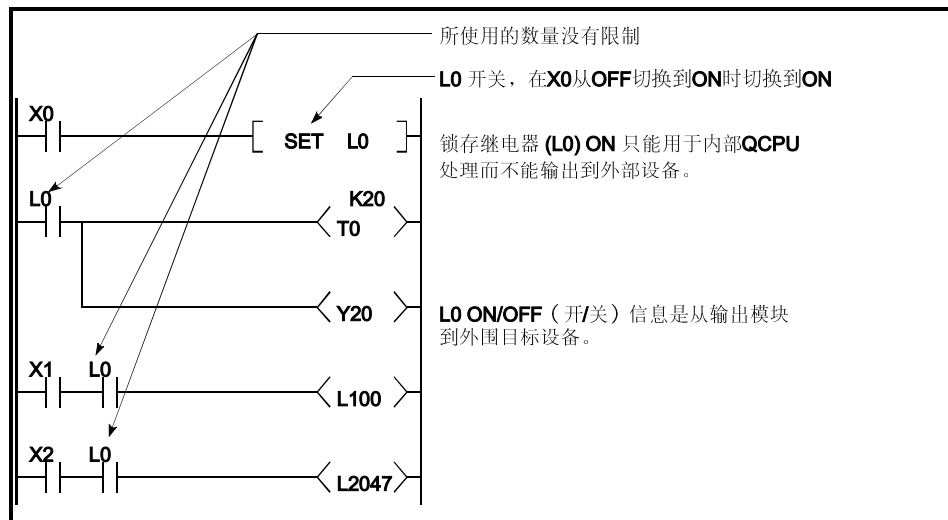 所使用的数量没有限制
L0 开关，在X0从OFF切换到ON时切换到ON
X0
SET L0
锁存继电器 (L0) ON 只能用于内部QCPU
处理而不能输出到外部设备。
L0
K20
T0
Y20
L0 ON/OFF（开/关）信息是从输出模块
到外围目标设备。
X1 L0
L100
X2 L0
L2047